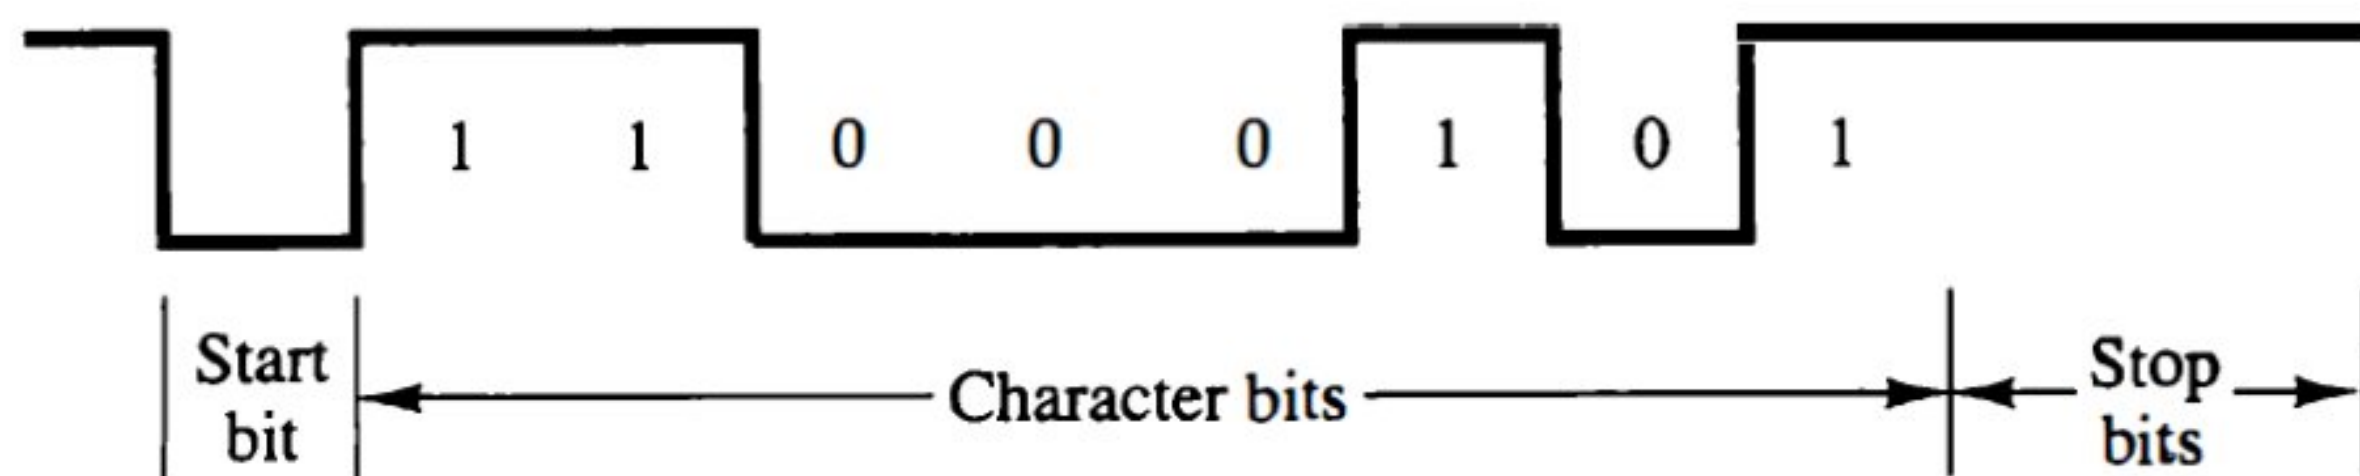 1 1 0 0 0 1 0 1
Start
bit
Character bits
Stop
bits